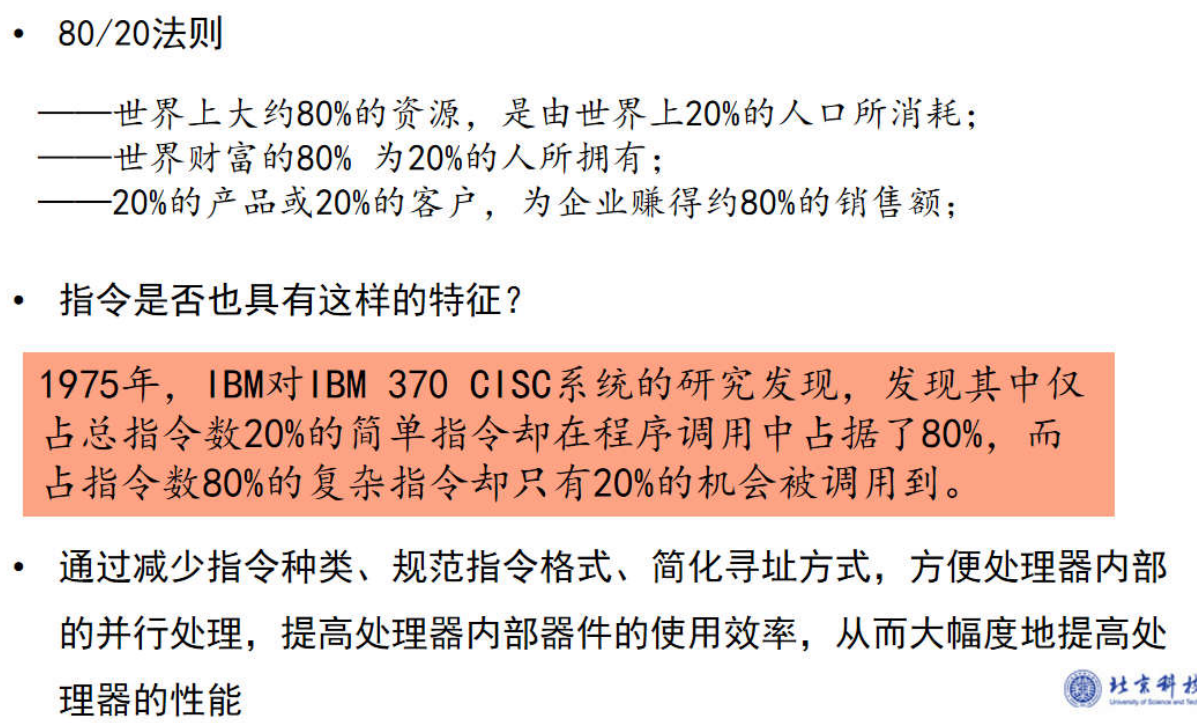 • 80/20法则
——世界上大约80%的资源，是由世界上20%的人口所消耗；
——世界财富的80% 为20%的人所拥有；
——20%的产品或20%的客户，为企业赚得约80%的销售额；
• 指令是否也具有这样的特征？
1975年，IBM对IBM 370 CISC系统的研究发现，发现其中仅
占总指令数20%的简单指令却在程序调用中占据了80%，而
占指令数80%的复杂指令却只有20%的机会被调用到。
• 通过减少指令种类、规范指令格式、简化寻址方式，方便处理器内部
的并行处理，提高处理器内部器件的使用效率，从而大幅度地提高处
理器的性能
北京科技
University of Science and Tec